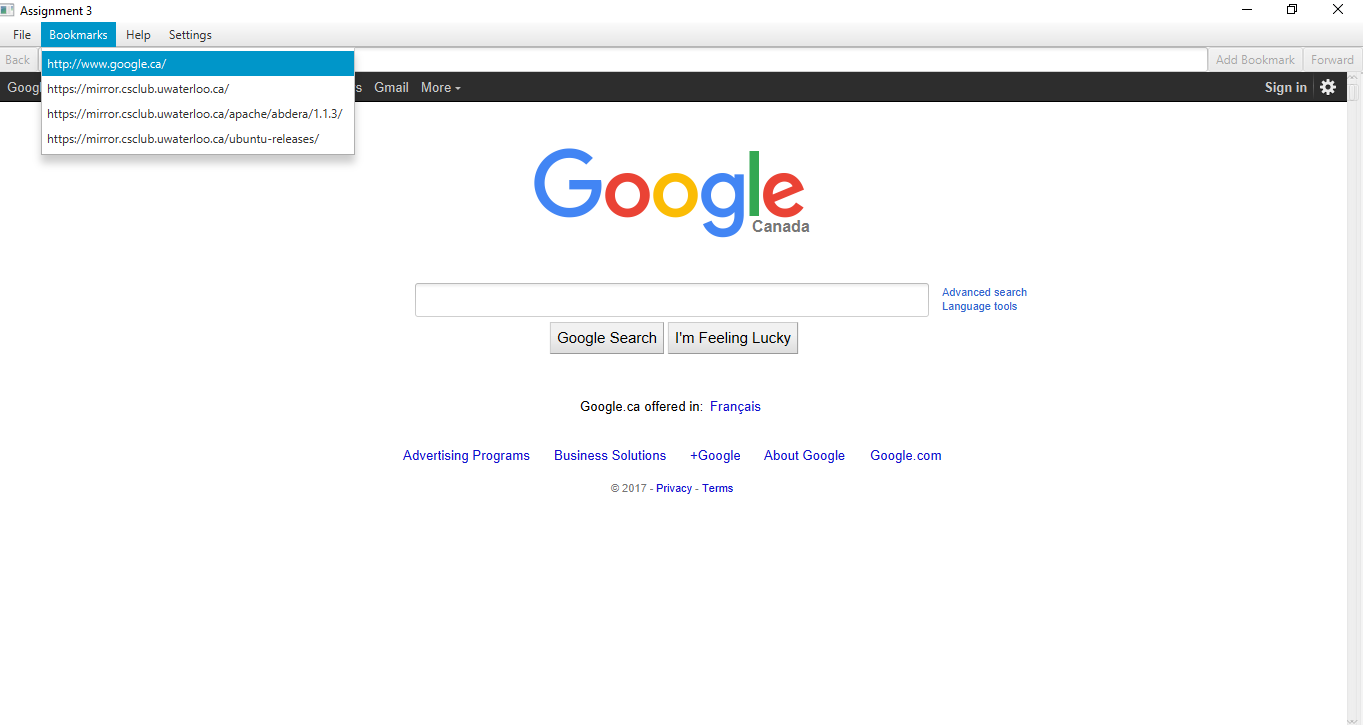 Assignment 3
File Bookmarks Help Settings
Back Add Bookmark Forward
http://www.google.ca/
https://mirror.csclub.uwaterloo.ca/
https://mirror.csclub.uwaterloo.ca/apache/abdera/1.1.3/
https://mirror.csclub.uwaterloo.ca/ubuntu-releases/
Gmail More Sign in
Google
Canada
Advanced search
Language tools
Google Search I'm Feeling Lucky
Google.ca offered in: Français
Advertising Programs Business Solutions +Google About Google Google.com
© 2017 - Privacy - Terms